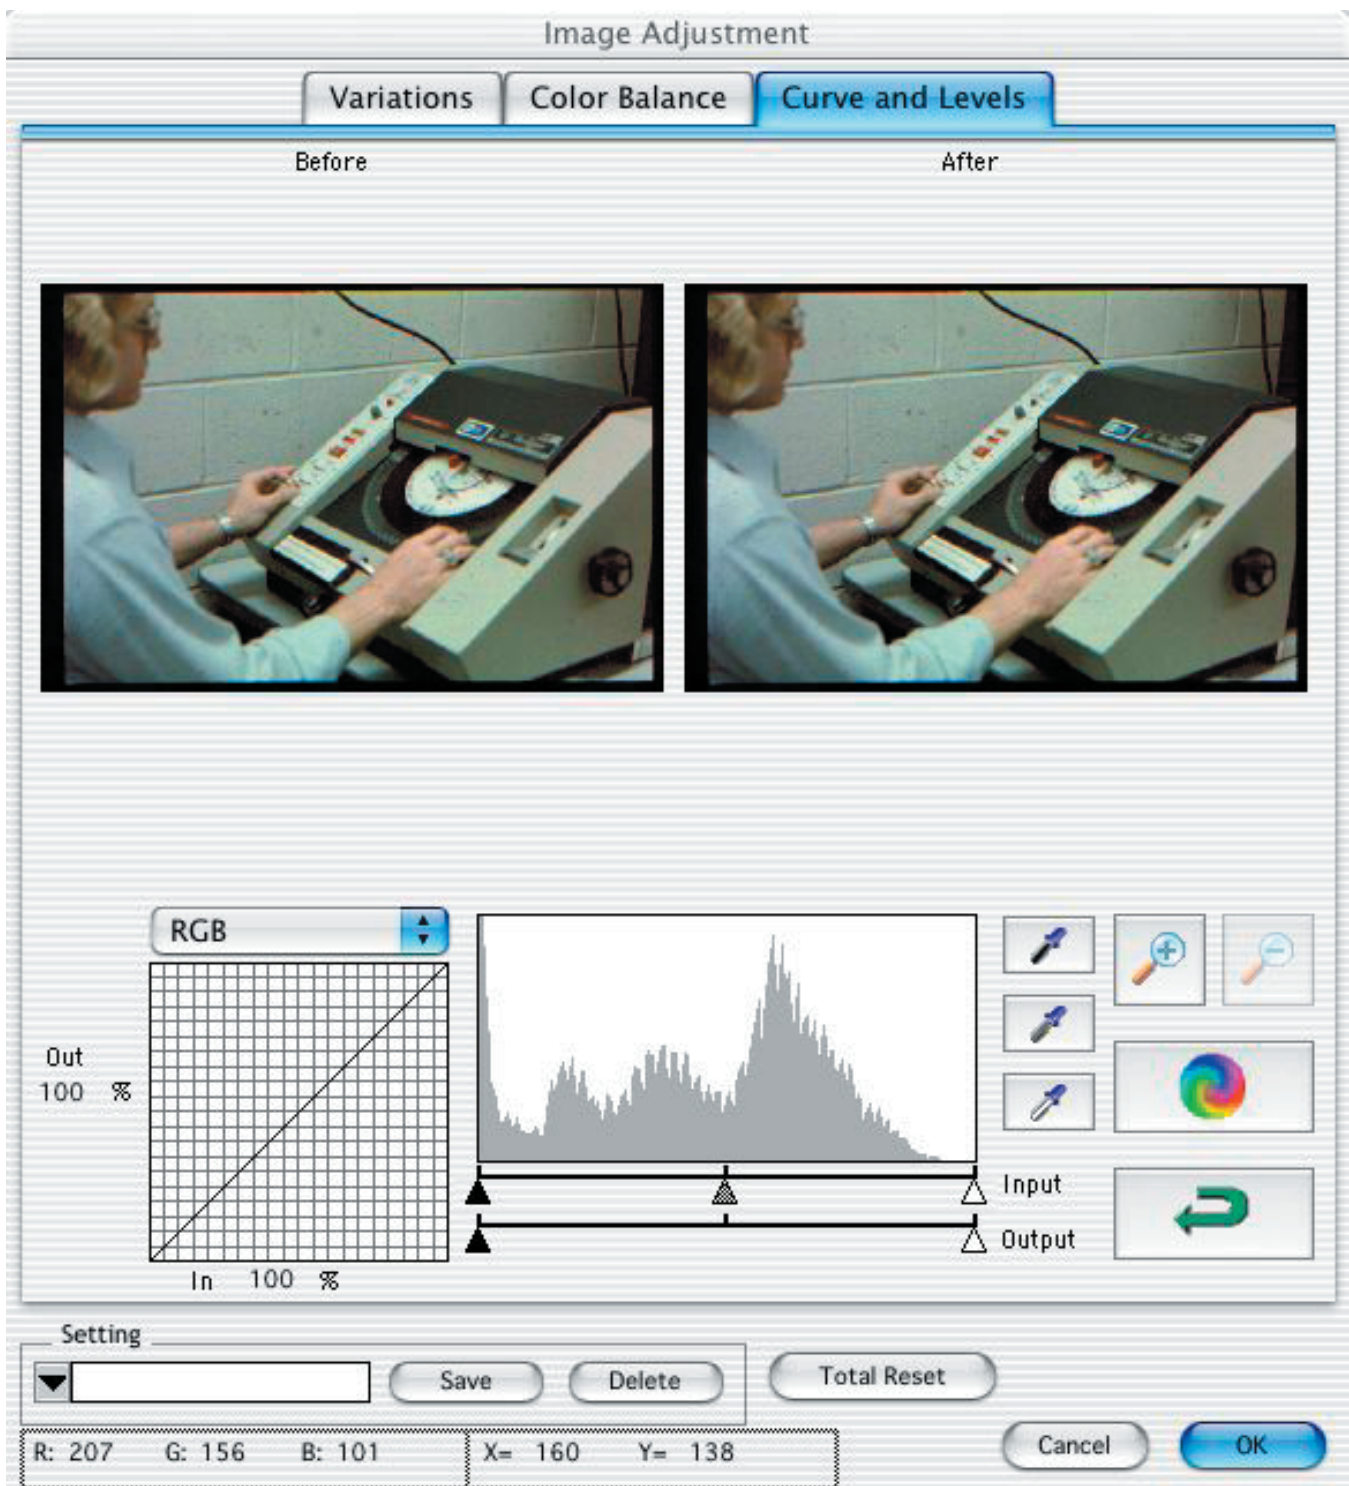 Image Adjustment
Variations Color Balance Curve and Levels
Before After
RGB
Out
100 %
In 100 %
Input
Output
Setting
Save Delete Total Reset
R: 207 G: 156 B: 101 X= 160 Y= 138
Cancel OK